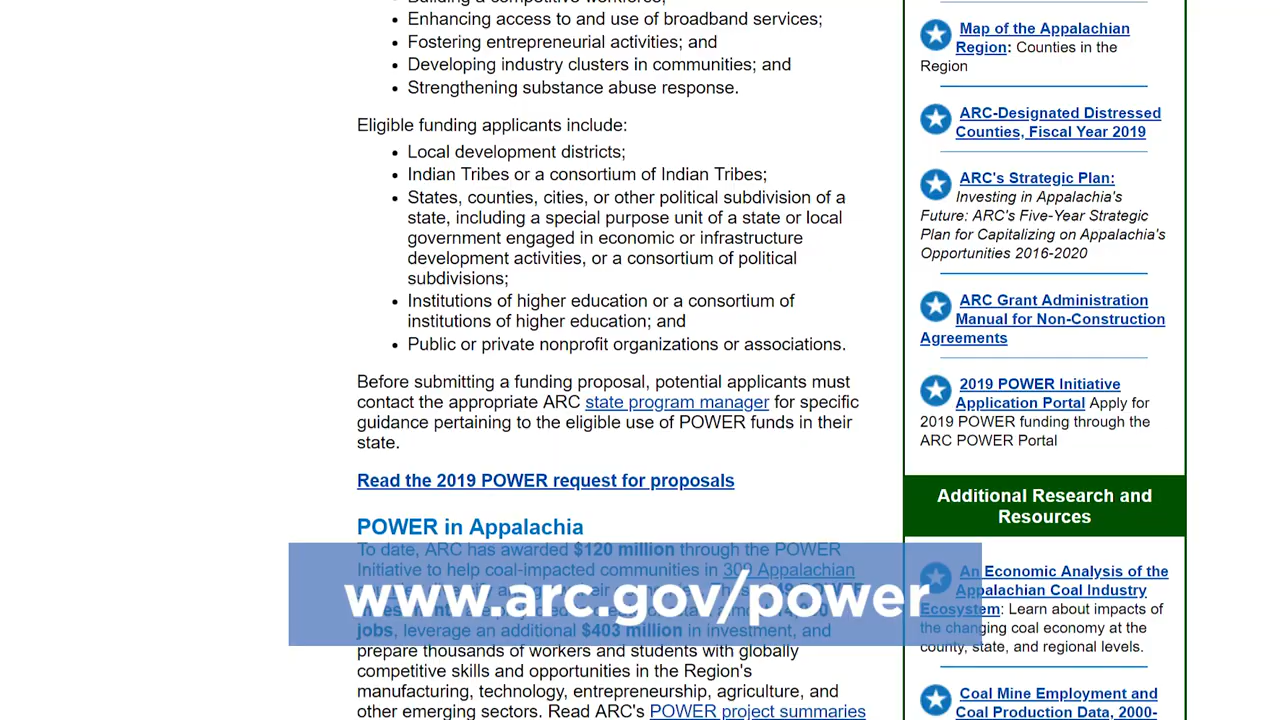 Building a competitive workforce;
Enhancing access to and use of broadband services;
Fostering entrepreneurial activities; and
Developing industry clusters in communities; and
Strengthening substance abuse response.
Eligible funding applicants include:
Local development districts;
Indian Tribes or a consortium of Indian Tribes;
States, counties, cities, or other political subdivision of a
state, including a special purpose unit of a state or local
government engaged in economic or infrastructure
development activities, or a consortium of political
subdivisions;
Institutions of higher education or a consortium of
institutions of higher education; and
Public or private nonprofit organizations or associations.
Before submitting a funding proposal, potential applicants must
contact the appropriate ARC state program manager for specific
guidance pertaining to the eligible use of POWER funds in their
state.
Read the 2019 POWER request for proposals
POWER in Appalachia
To date, ARC has awarded $120 million through the POWER
Initiative to help coal-impacted communities in 309 Appalachian
www.arc.gov/power
jobs, leverage an additional $403 million in investment, and
prepare thousands of workers and students with globally
competitive skills and opportunities in the Region's
manufacturing, technology, entrepreneurship, agriculture, and
other emerging sectors. Read ARC's POWER project summaries
Map of the Appalachian
Region: Counties in the
Region
ARC-Designated Distressed
Counties, Fiscal Year 2019
ARC's Strategic Plan:
Investing in Appalachia's
Future: ARC's Five-Year Strategic
Plan for Capitalizing on Appalachia's
Opportunities 2016-2020
ARC Grant Administration
Manual for Non-Construction
Agreements
2019 POWER Initiative
Application Portal Apply for
2019 POWER funding through the
ARC POWER Portal
Additional Research and
Resources
An Economic Analysis of the
Appalachian Coal Industry
Ecosystem: Learn about impacts of
the changing coal economy at the
county, state, and regional levels.
Coal Mine Employment and
Coal Production Data, 2000-